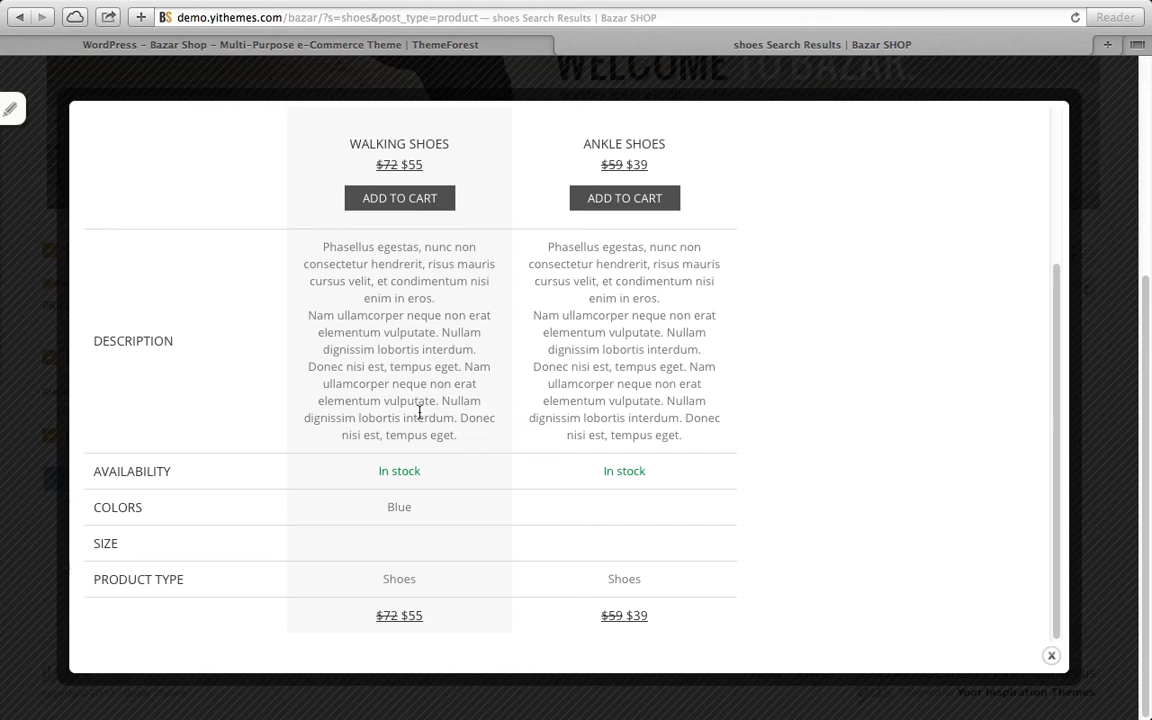 demo.yithemes.com/bazar/?s=shoes&post_type=product — shoes Search Results | Bazar SHOP
Reader
WordPress – Bazar Shop – Multi-Purpose e-Commerce Theme | ThemeForest
shoes Search Results | Bazar SHOP
WELCOME TO BAZAR.
WALKING SHOES
ANKLE SHOES
$72 $55
$59 $39
ADD TO CART
ADD TO CART
DESCRIPTION
Phasellus egestas, nunc non
consectetur hendrerit, risus mauris
cursus velit, et condimentum nisi
enim in eros.
Nam ullamcorper neque non erat
elementum vulputate. Nullam
dignissim lobortis interdum.
Donec nisi est, tempus eget. Nam
ullamcorper neque non erat
elementum vulputate. Nullam
dignissim lobortis interdum. Donec
nisi est, tempus eget.
Phasellus egestas, nunc non
consectetur hendrerit, risus mauris
cursus velit, et condimentum nisi
enim in eros.
Nam ullamcorper neque non erat
elementum vulputate. Nullam
dignissim lobortis interdum.
Donec nisi est, tempus eget. Nam
ullamcorper neque non erat
elementum vulputate. Nullam
dignissim lobortis interdum. Donec
nisi est, tempus eget.
AVAILABILITY
In stock
In stock
COLORS
Blue
SIZE
PRODUCT TYPE
Shoes
Shoes
$72 $55
$59 $39
Powered by Your Inspiration Themes